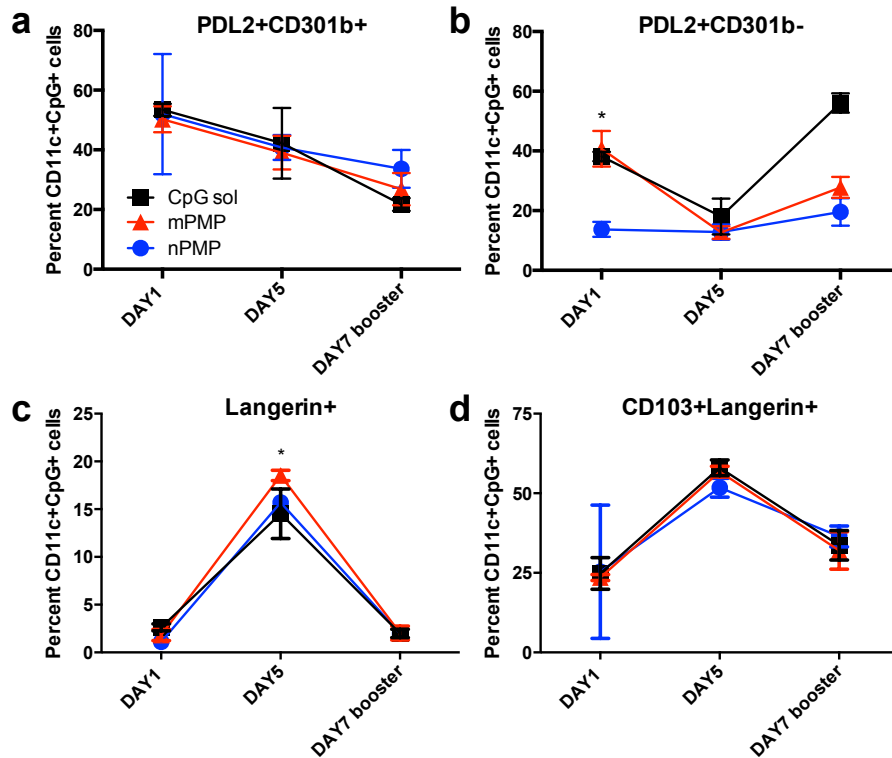 a
PDL2+CD301b+
Percent CD11c+CpG+ cells
80
60
40
20
0
CpG sol
mPMP
nPMP
DAY1
DAY5
DAY7 booster
b
PDL2+CD301b-
Percent CD11c+CpG+ cells
80
60
40
20
0
*
DAY1
DAY5
DAY7 booster
c
Langerin+
Percent CD11c+CpG+ cells
25
20
15
10
5
0
*
DAY1
DAY5
DAY7 booster
d
CD103+Langerin+
Percent CD11c+CpG+ cells
75
50
25
0
DAY1
DAY5
DAY7 booster